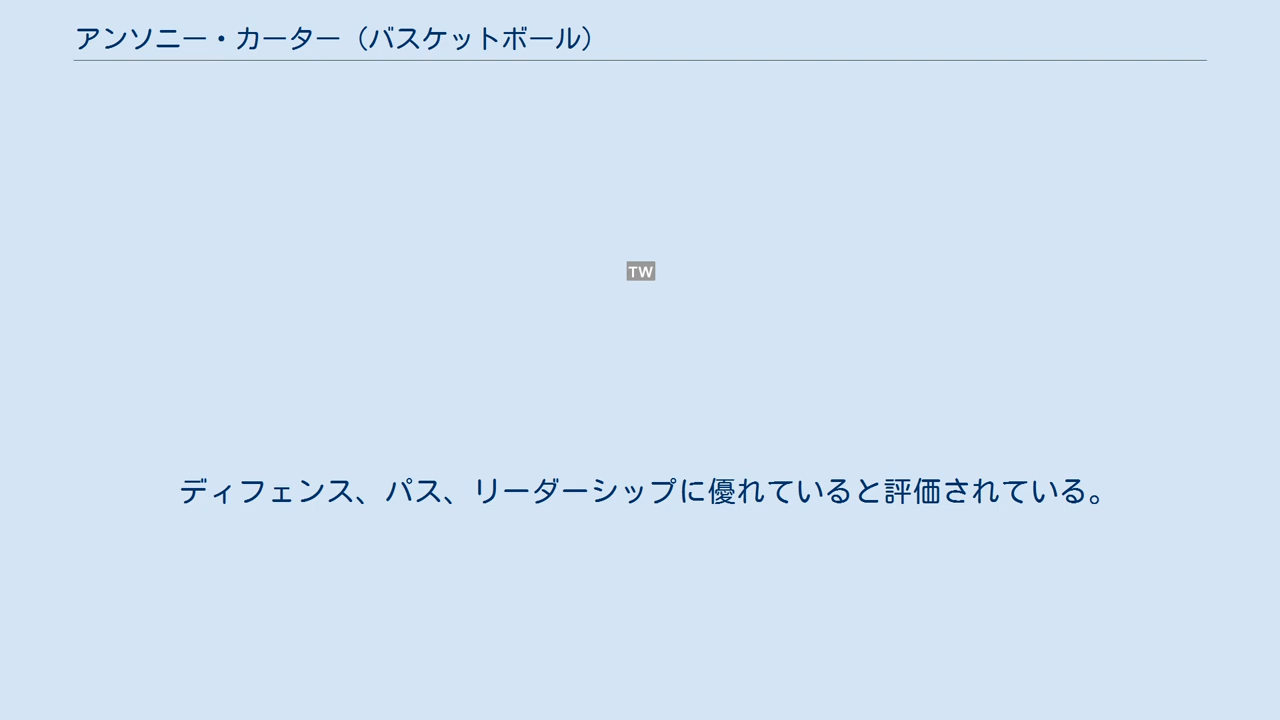 アンソニー・カーター（バスケットボール）
TW
ディフェンス、パス、リーダーシップに優れていると評価されている。